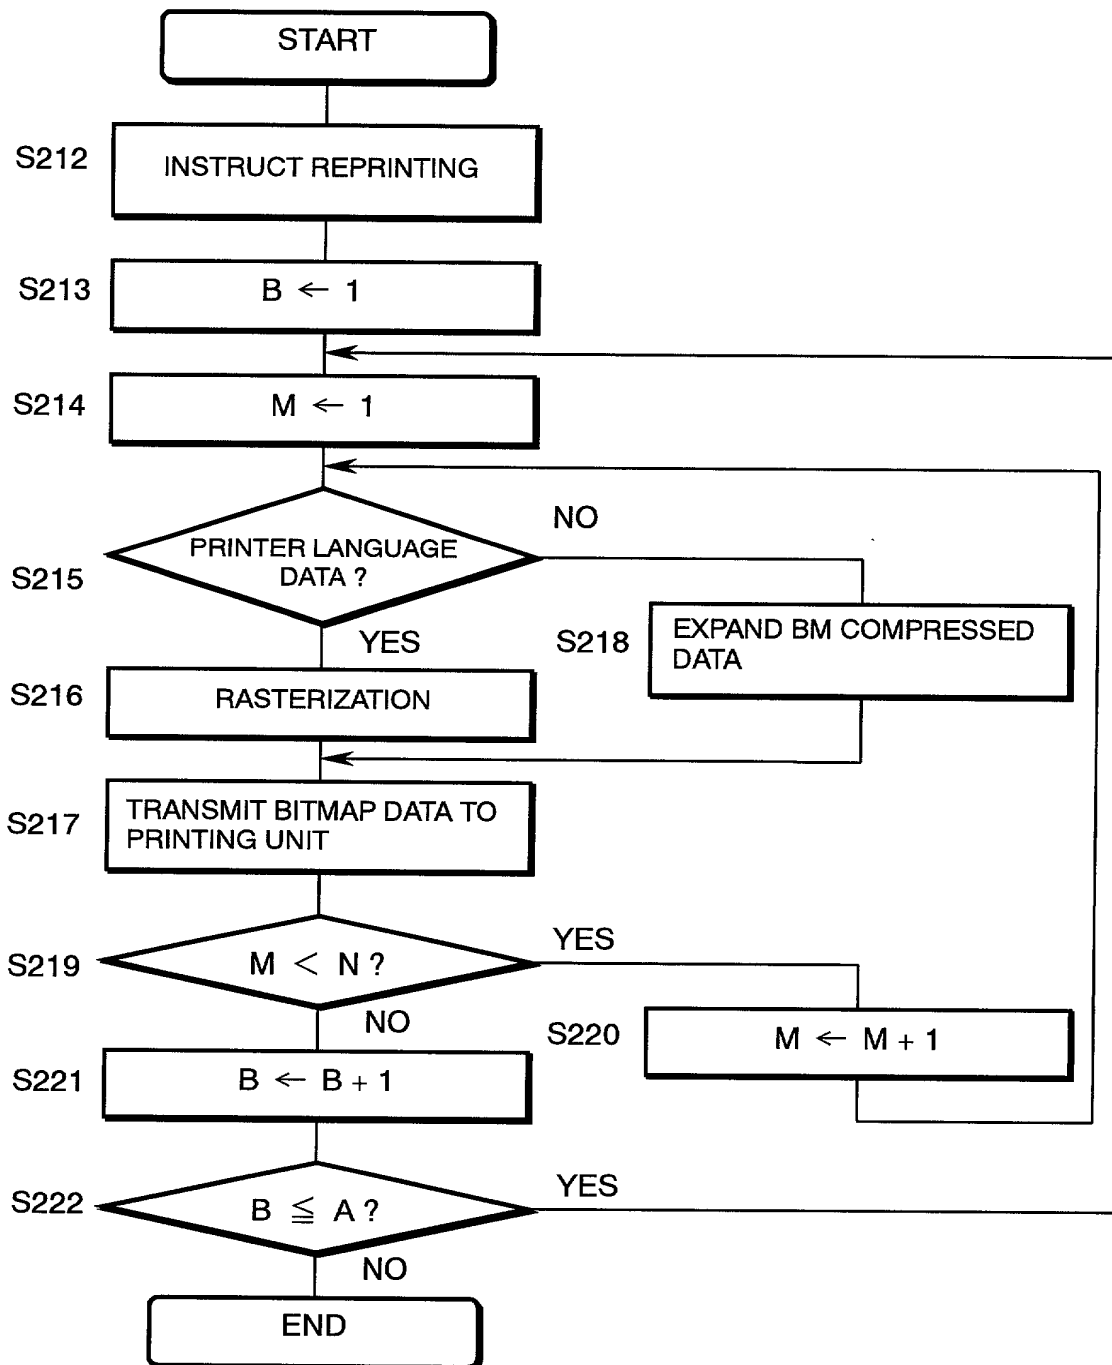 START
S212
INSTRUCT REPRINTING
S213
B ← 1
S214
M ← 1
S215
PRINTER LANGUAGE
DATA ?
NO
YES
S218
EXPAND BM COMPRESSED
DATA
S216
RASTERIZATION
S217
TRANSMIT BITMAP DATA TO
PRINTING UNIT
S219
M < N ?
YES
NO
S220
M ← M + 1
S221
B ← B + 1
S222
B ≦ A ?
YES
NO
END